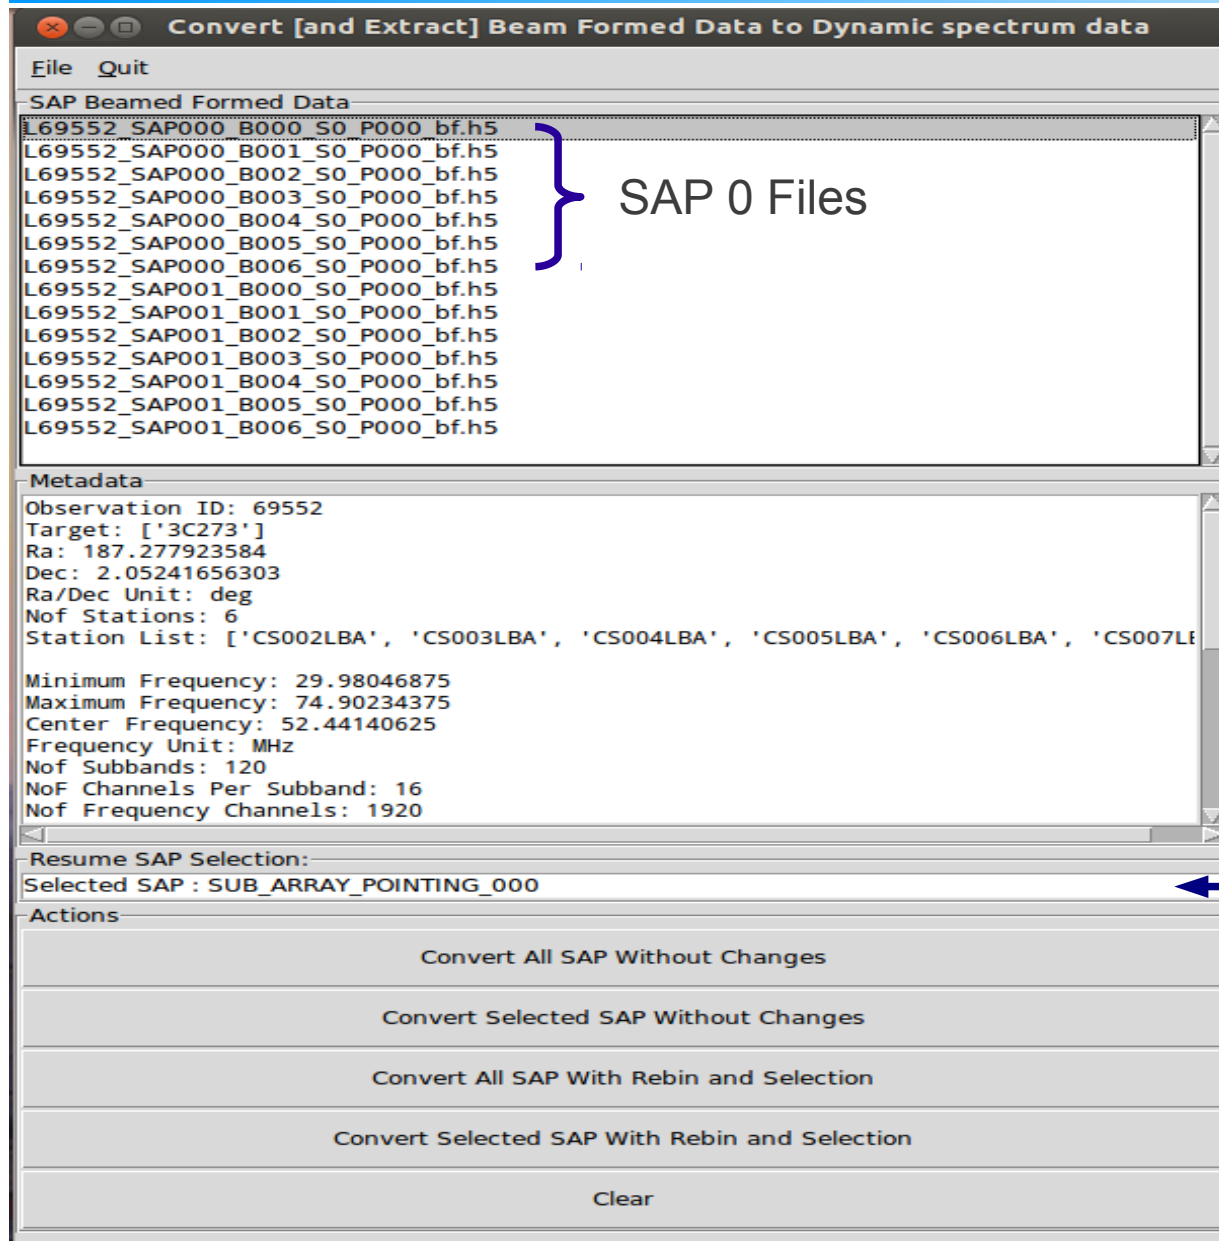 Convert [and Extract] Beam Formed Data to Dynamic spectrum data
File Quit
SAP Beamed Formed Data
L69552_SAP000_B000_S0_P000_bf.h5
L69552_SAP000_B001_S0_P000_bf.h5
L69552_SAP000_B002_S0_P000_bf.h5
L69552_SAP000_B003_S0_P000_bf.h5
SAP 0 Files
L69552_SAP000_B004_S0_P000_bf.h5
L69552_SAP000_B005_S0_P000_bf.h5
L69552_SAP000_B006_S0_P000_bf.h5
L69552_SAP001_B000_S0_P000_bf.h5
L69552_SAP001_B001_S0_P000_bf.h5
L69552_SAP001_B002_S0_P000_bf.h5
L69552_SAP001_B003_S0_P000_bf.h5
L69552_SAP001_B004_S0_P000_bf.h5
L69552_SAP001_B005_S0_P000_bf.h5
L69552_SAP001_B006_S0_P000_bf.h5
Metadata
Observation ID: 69552
Target: ['3C273']
Ra: 187.277923584
Dec: 2.05241656303
Ra/Dec Unit: deg
Nof Stations: 6
Station List: ['CS002LBA', 'CS003LBA', 'CS004LBA', 'CS005LBA', 'CS006LBA', 'CS007L
Minimum Frequency: 29.98046875
Maximum Frequency: 74.90234375
Center Frequency: 52.44140625
Frequency Unit: MHz
Nof Subbands: 120
NoF Channels Per Subband: 16
Nof Frequency Channels: 1920
Resume SAP Selection:
Selected SAP : SUB_ARRAY_POINTING_000
Actions
Convert All SAP Without Changes
Convert Selected SAP Without Changes
Convert All SAP With Rebin and Selection
Convert Selected SAP With Rebin and Selection
Clear